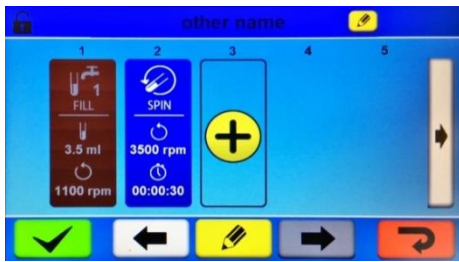 other name
1 2 3 4 5
1
FILL SPIN
3.5 ml 3500 rpm
1100 rpm 00:00:30